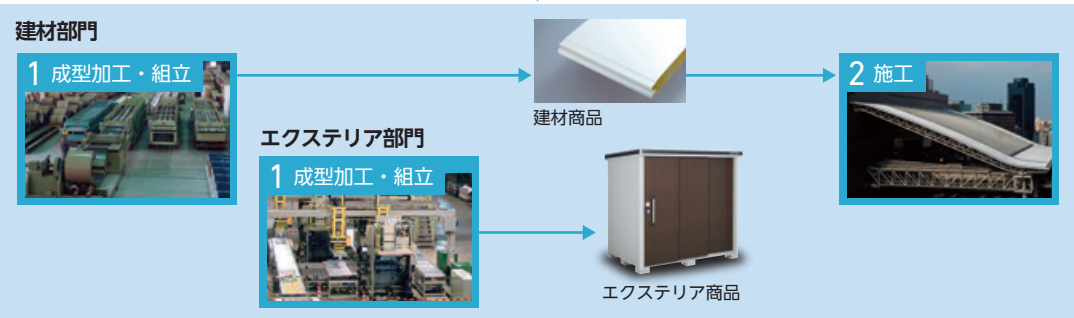 建材部門
1 成型加工・組立
建材商品
2 施工
エクステリア部門
1 成型加工・組立
エクステリア商品